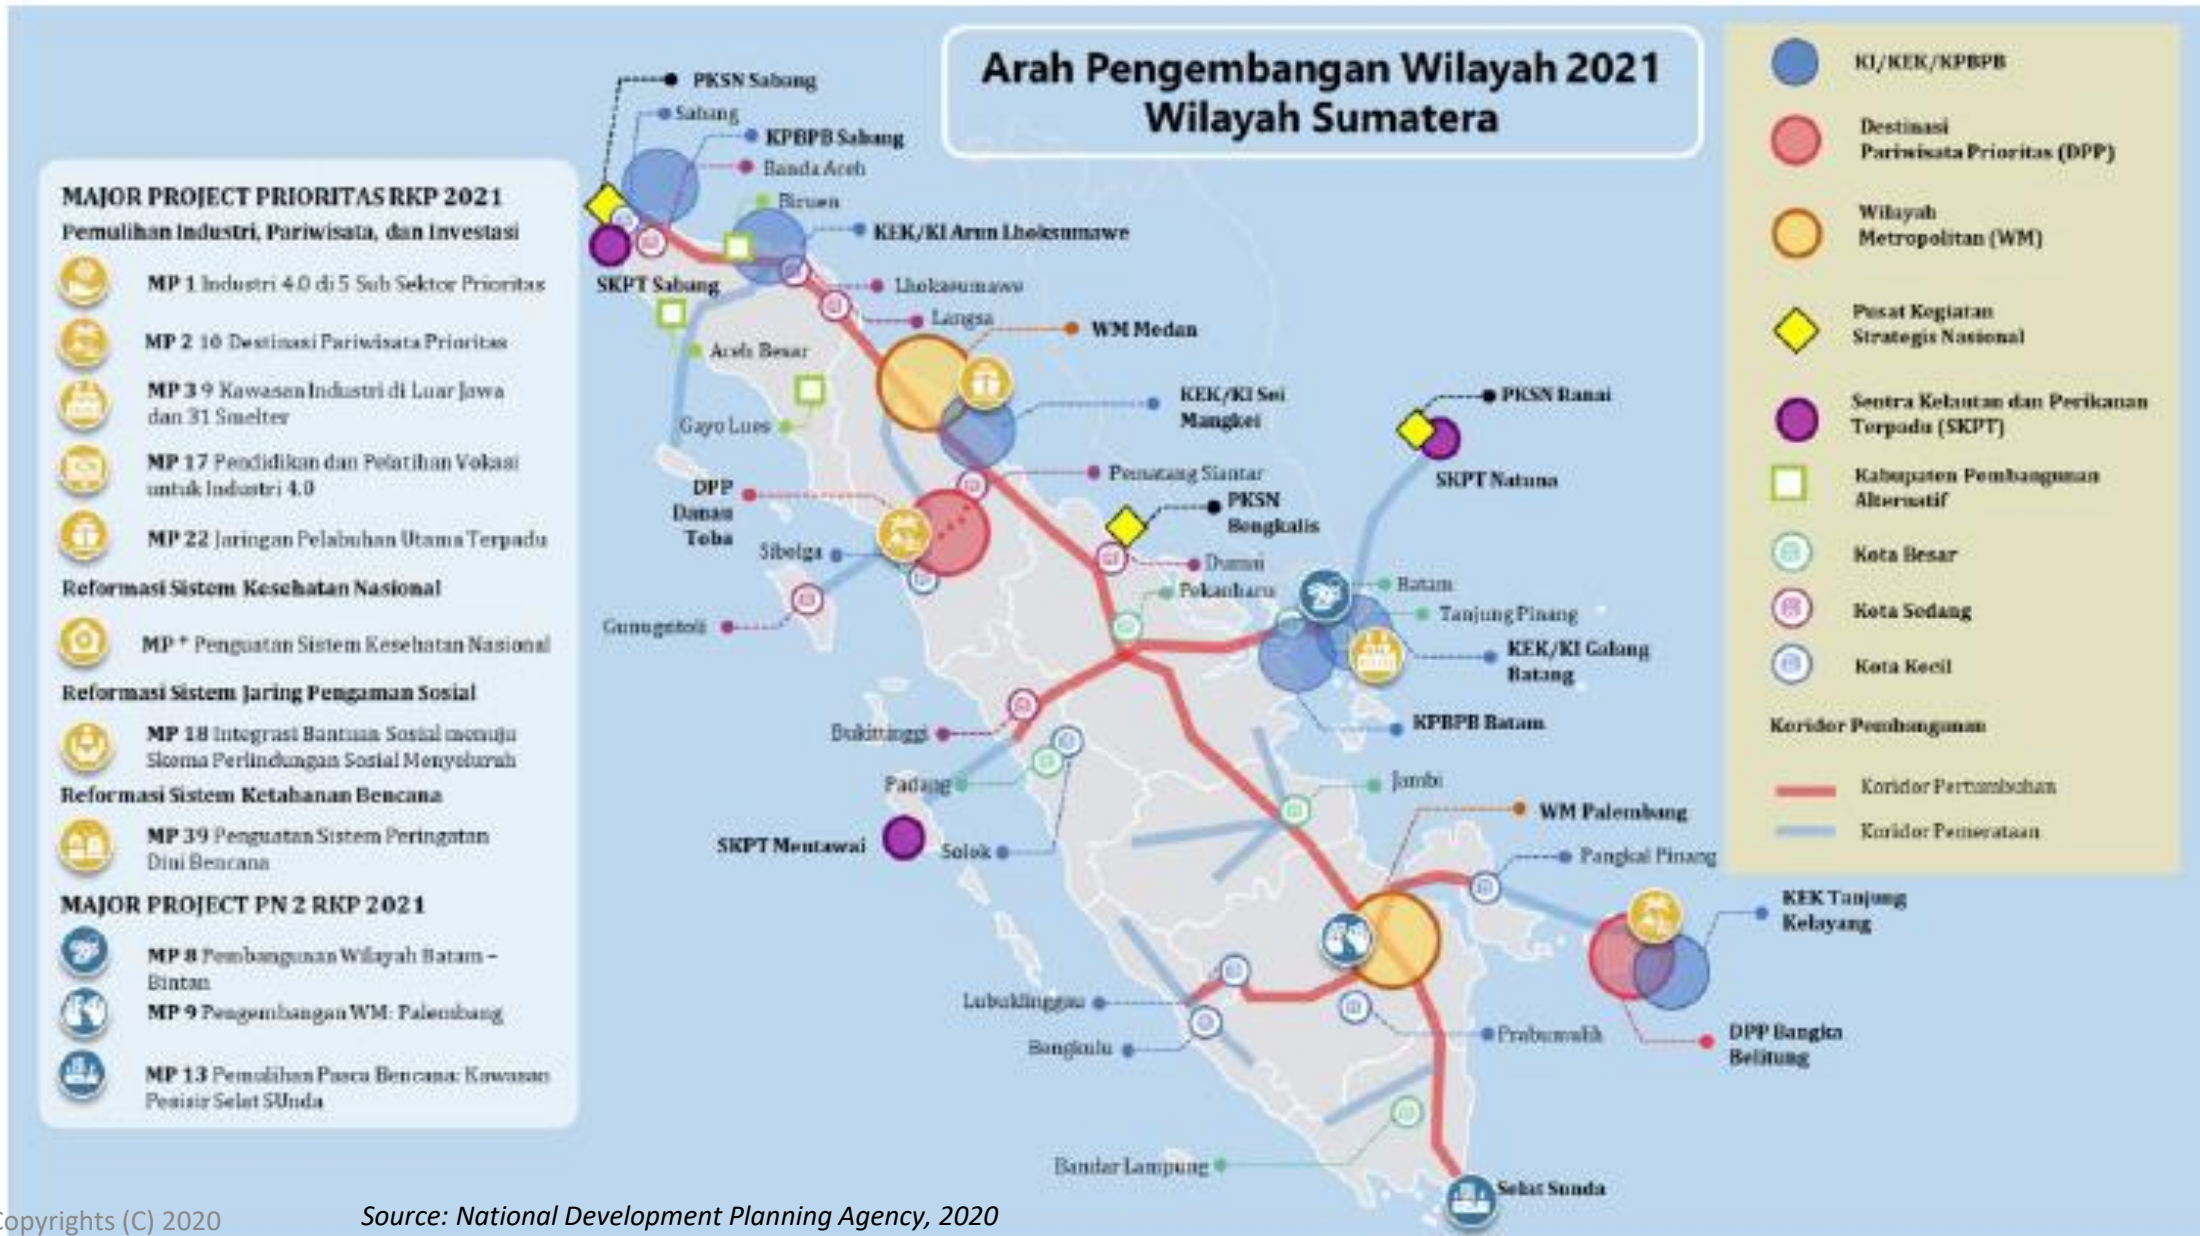 Arah Pengembangan Wilayah 2021
Wilayah Sumatera
MAJOR PROJECT PRIORITAS RKP 2021
Pemulihan Industri, Pariwisata, dan Investasi
MP 1 Industri 4.0 di 5 Sub Sektor Prioritas
MP 2 10 Destinasi Pariwisata Prioritas
MP 3 9 Kawasan Industri di Luar Jawa
dan 31 Smelter
MP 17 Pendidikan dan Pelatihan Vokasi
untuk Industri 4.0
MP 22 Jaringan Pelabuhan Utama Terpadu
Reformasi Sistem Kesehatan Nasional
MP * Penguatan Sistem Kesehatan Nasional
Reformasi Sistem Jaring Pengaman Sosial
MP 18 Integrasi Bantuan Sosial menuju
Skema Perlindungan Sosial Menyeluruh
Reformasi Sistem Ketahanan Bencana
MP 39 Penguatan Sistem Peringatan
Dini Bencana
MAJOR PROJECT PN 2 RKP 2021
MP 8 Pembangunan Wilayah Batam –
Bintan
MP 9 Pengembangan WM: Palembang
MP 13 Pemulihan Pasca Bencana: Kawasan
Pesisir Selat SUnda
PKSN Sabang
Sabang
KPBPB Sabang
Banda Aceh
Biruen
KEK/KI Arun Lhoksumawe
SKPT Sabang
Lhokseumawe
Langsa
WM Medan
Aceh Besar
KEK/KI Sei
Mangkei
Gayo Lues
PKSN Ranai
Pematang Siantar
SKPT Natuna
DPP
Danau
Toba
PKSN
Bengkalis
Sibolga
Dumai
Pekanbaru
Batam
Tanjung Pinang
Gunugsitoli
KEK/KI Galang
Batang
KPBPB Batam
Bukittinggi
Padang
Jambi
WM Palembang
SKPT Mentawai
Solok
Pangkal Pinang
KEK Tanjung
Kelayang
Lubuklinggau
Bengkulu
Prabumulih
DPP Bangka
Belitung
Bandar Lampung
Selat Sunda
KI/KEK/KPBPB
Destinasi
Pariwisata Prioritas (DPP)
Wilayah
Metropolitan (WM)
Pusat Kegiatan
Strategis Nasional
Sentra Kelautan dan Perikanan
Terpadu (SKPT)
Kabupaten Pembangunan
Alternatif
Kota Besar
Kota Sedang
Kota Kecil
Koridor Pembangunan
Koridor Pertumbuhan
Koridor Pemerataan
opyrights (C) 2020
Source: National Development Planning Agency, 2020